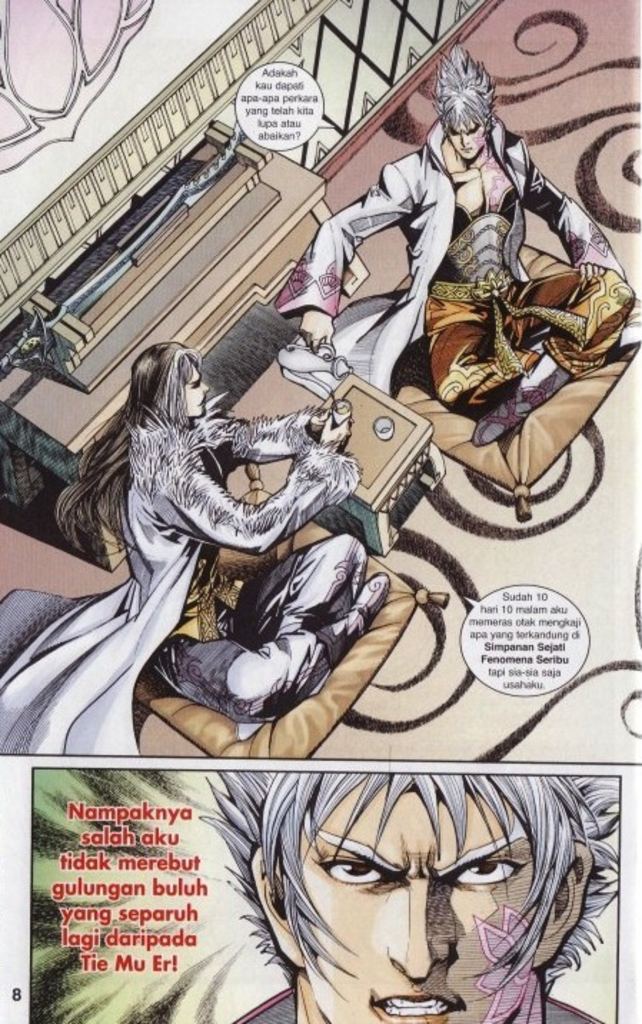 Adakah
kau dapati
apa-apa perkara
yang telah kita
lupa atau
abaikan?
Sudah 10
hari 10 malam aku
memeras otak mengkaji
apa yang terkandung di
Simpanan Sejati
Fenomena Seribu
tapi sia-sia saja
usahaku.
Nampaknya
salah aku
tidak merebut
gulungan buluh
yang separuh
lagi daripada
Tie Mu Er!
8